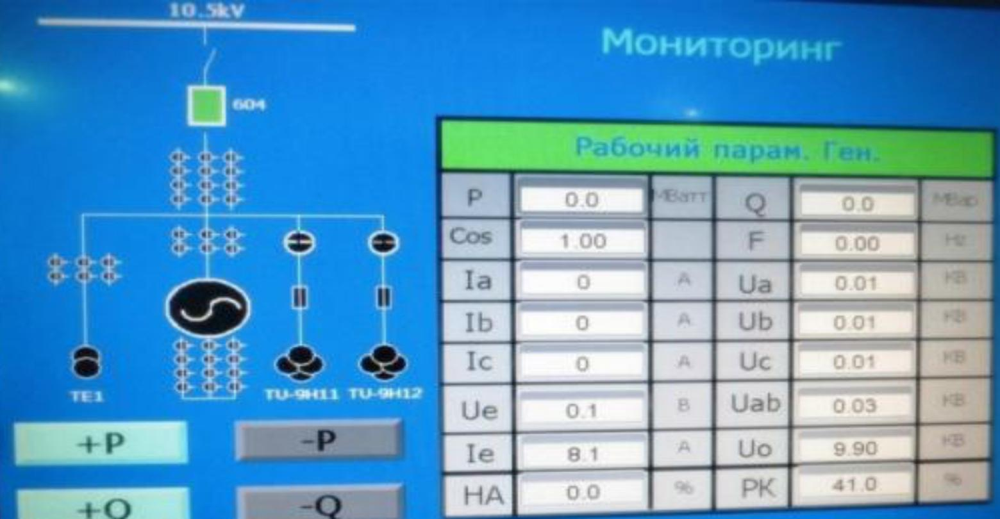 10.5kV
604
TE1
TU-9H11
TU-9H12
+P
-P
+Q
-Q
Мониторинг
Рабочий парам. Ген.
P 0.0 МВатт Q 0.0 МВар
Cos 1.00 F 0.00 Hz
Ia 0 A Ua 0.01 КВ
Ib 0 A Ub 0.01 КВ
Ic 0 A Uc 0.01 КВ
Ue 0.1 В Uab 0.03 КВ
Ie 8.1 A Uo 9.90 КВ
НА 0.0 % РК 41.0 %